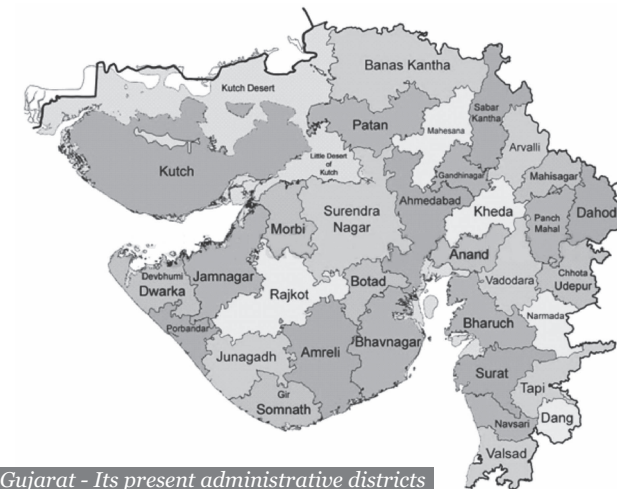 Banas Kantha
Kutch Desert
Sabar
Kantha
Patan
Mahesana
Arvalli
Little Desert
of
Kutch
Kutch
Gandhinagar
Mahisagar
Ahmedabad
Surendra
Nagar
Kheda
Panch
Mahal
Dahod
Morbi
Anand
Devbhumi
Dwarka
Jamnagar
Rajkot
Botad
Vadodara
Chhota
Udepur
Porbandar
Bharuch
Narmada
Junagadh
Amreli
Bhavnagar
Surat
Tapi
Gir
Somnath
Dang
Navsari
Valsad
Gujarat - Its present administrative districts